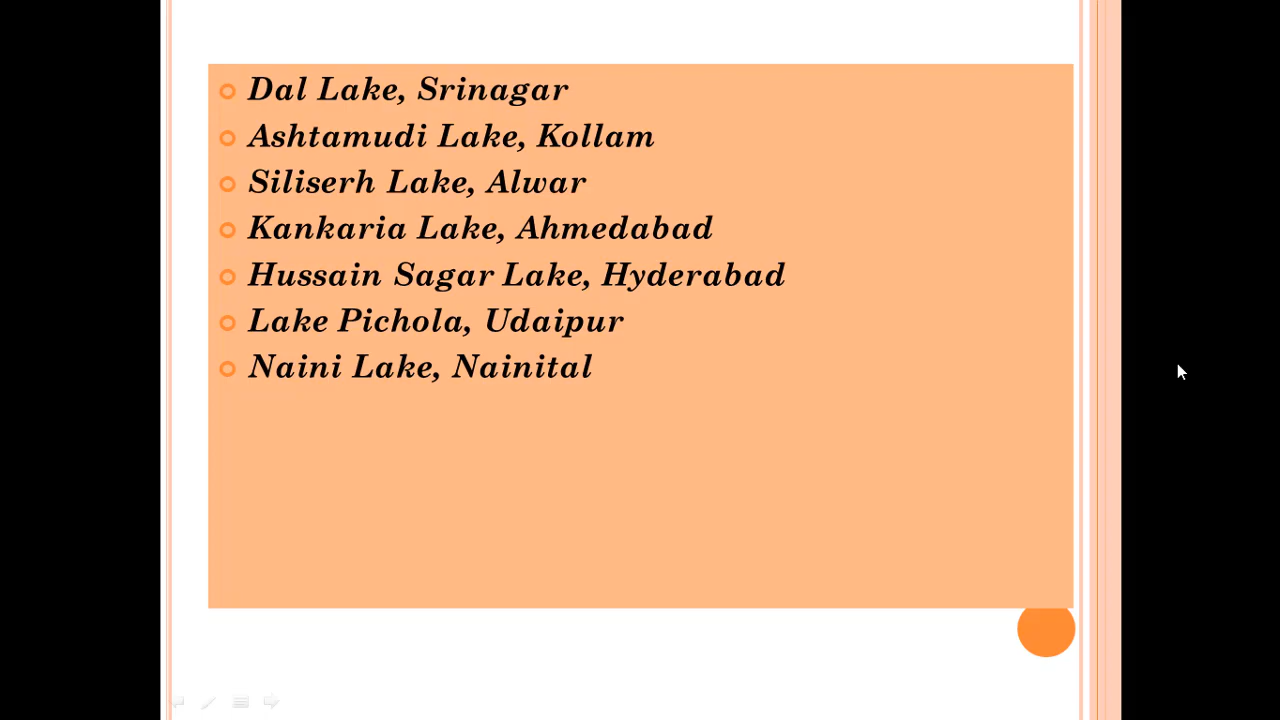 Dal Lake, Srinagar
Ashtamudi Lake, Kollam
Siliserh Lake, Alwar
Kankaria Lake, Ahmedabad
Hussain Sagar Lake, Hyderabad
Lake Pichola, Udaipur
Naini Lake, Nainital